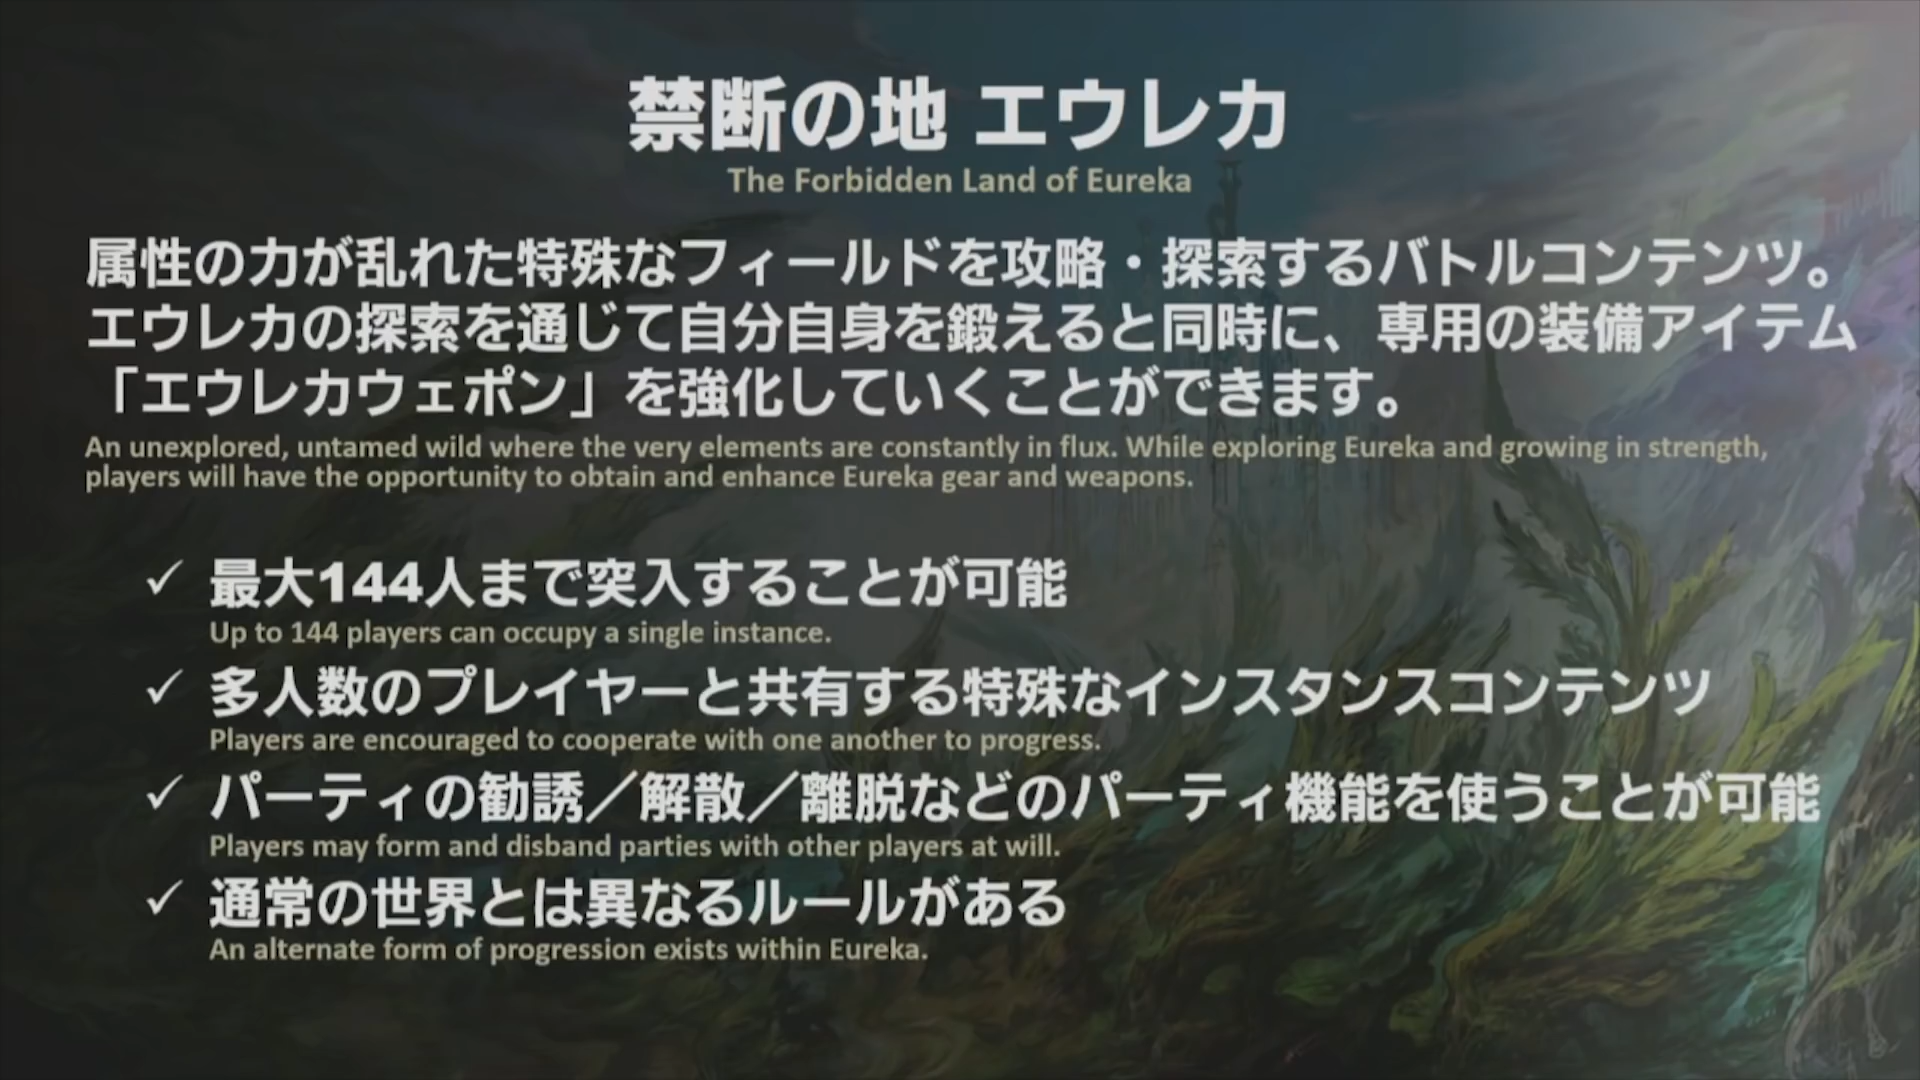 禁断の地 エウレカ
The Forbidden Land of Eureka
属性の力が乱れた特殊なフィールドを攻略・探索するバトルコンテンツ。
エウレカの探索を通じて自分自身を鍛えると同時に、専用の装備アイテム
「エウレカウェポン」を強化していくことができます。
An unexplored, untamed wild where the very elements are constantly in flux. While exploring Eureka and growing in strength,
players will have the opportunity to obtain and enhance Eureka gear and weapons.
✓ 最大144人まで突入することが可能
Up to 144 players can occupy a single instance.
✓ 多人数のプレイヤーと共有する特殊なインスタンスコンテンツ
Players are encouraged to cooperate with one another to progress.
✓ パーティの勧誘／解散／離脱などのパーティ機能を使うことが可能
Players may form and disband parties with other players at will.
✓ 通常の世界とは異なるルールがある
An alternate form of progression exists within Eureka.